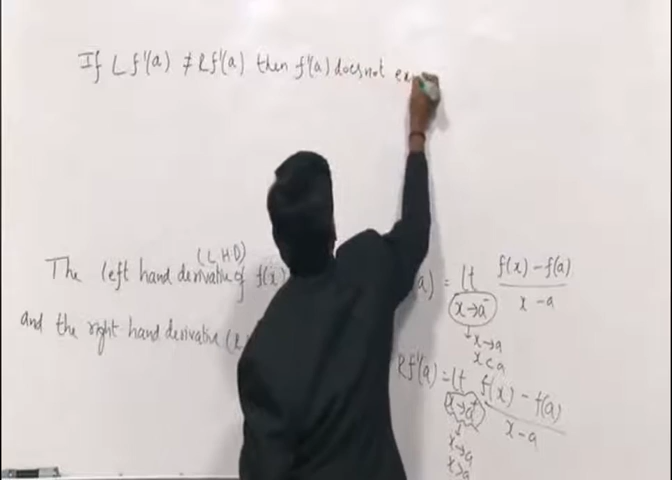 If Lf'(a) ≠ Rf'(a) then f'(a) does not ex
(L.H.D)
The left hand derivative of f(x) a) = lt x→a⁻ f(x) – f(a) / x – a
x→a
x<a
and the right hand derivative (R
Rf'(a) = lt x→a⁺ f(x) – f(a) / x – a
x→a
x>a